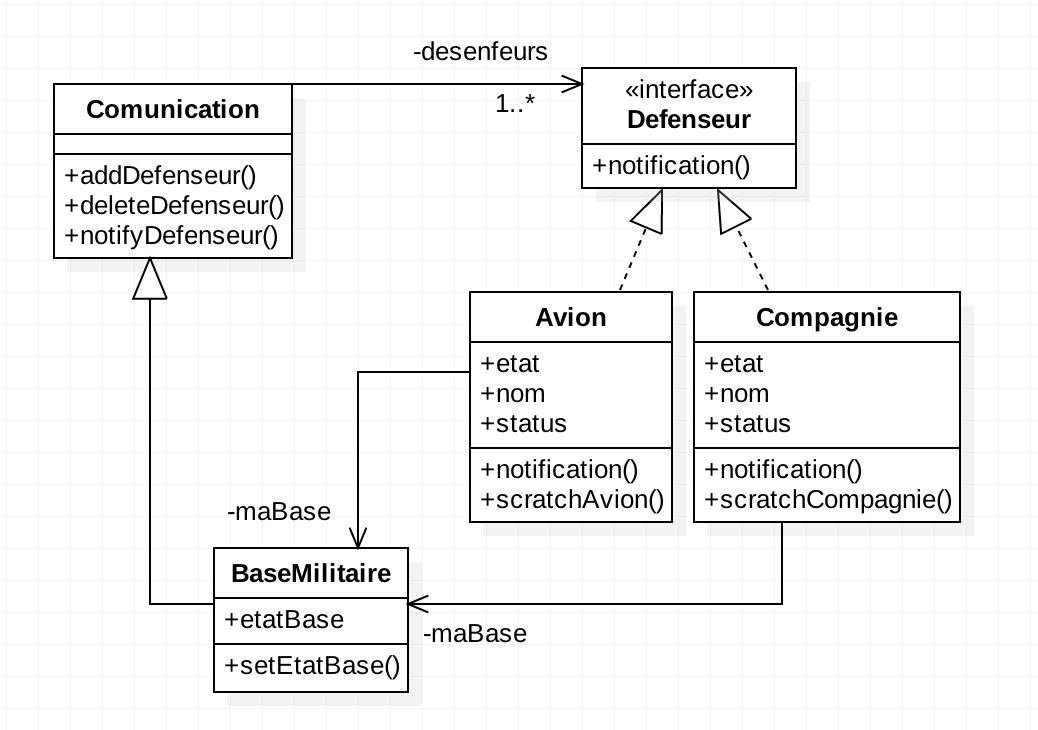 -desenfeurs
1..*
Comunication
+addDefenseur()
+deleteDefenseur()
+notifyDefenseur()
«interface»
Defenseur
+notification()
Avion
+etat
+nom
+status
+notification()
+scratchAvion()
Compagnie
+etat
+nom
+status
+notification()
+scratchCompagnie()
-maBase
BaseMilitaire
+etatBase
+setEtatBase()
-maBase